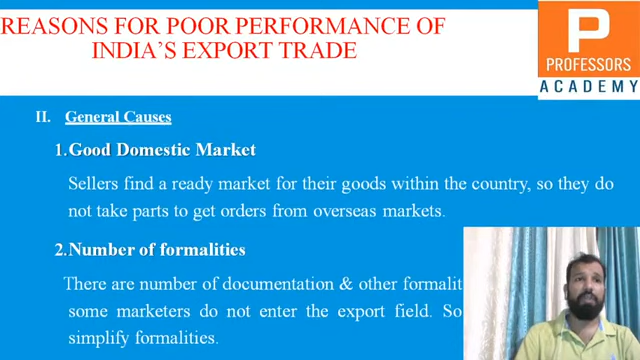 REASONS FOR POOR PERFORMANCE OF
INDIA'S EXPORT TRADE
P
PROFESSORS
ACADEMY
II. General Causes
1.Good Domestic Market
Sellers find a ready market for their goods within the country, so they do
not take parts to get orders from overseas markets.
2.Number of formalities
There are number of documentation & other formalit
some marketers do not enter the export field. So
simplify formalities.